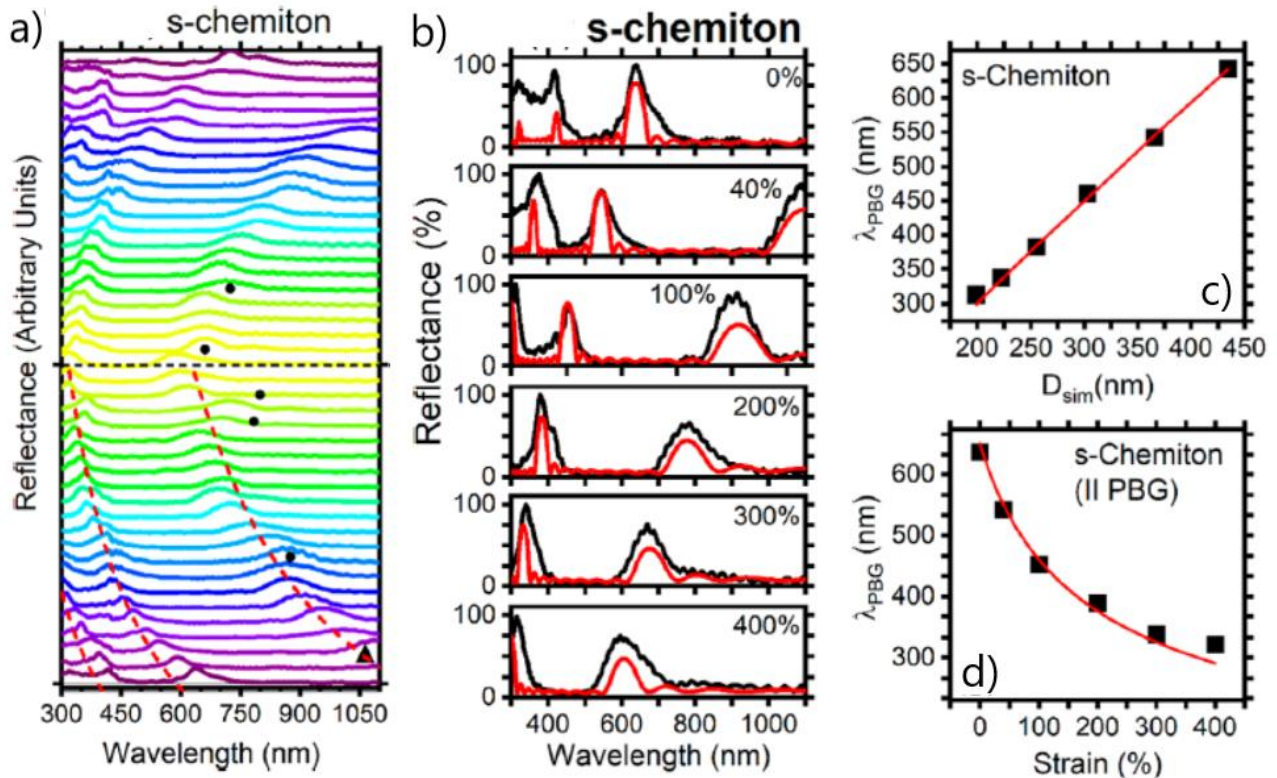 a)
s-chemiton
Reflectance (Arbitrary Units)
300 450 600 750 900 1050
Wavelength (nm)
b)
s-chemiton
Reflectance (%)
100
0
0%
100
0
40%
100
0
100%
100
0
200%
100
0
300%
100
0
400%
400 600 800 1000
Wavelength (nm)
s-Chemiton
λPBG (nm)
650
600
550
500
450
400
350
300
c)
200 250 300 350 400 450
Dsim(nm)
s-Chemiton
(II PBG)
λPBG (nm)
600
500
400
300
d)
0 100 200 300 400
Strain (%)